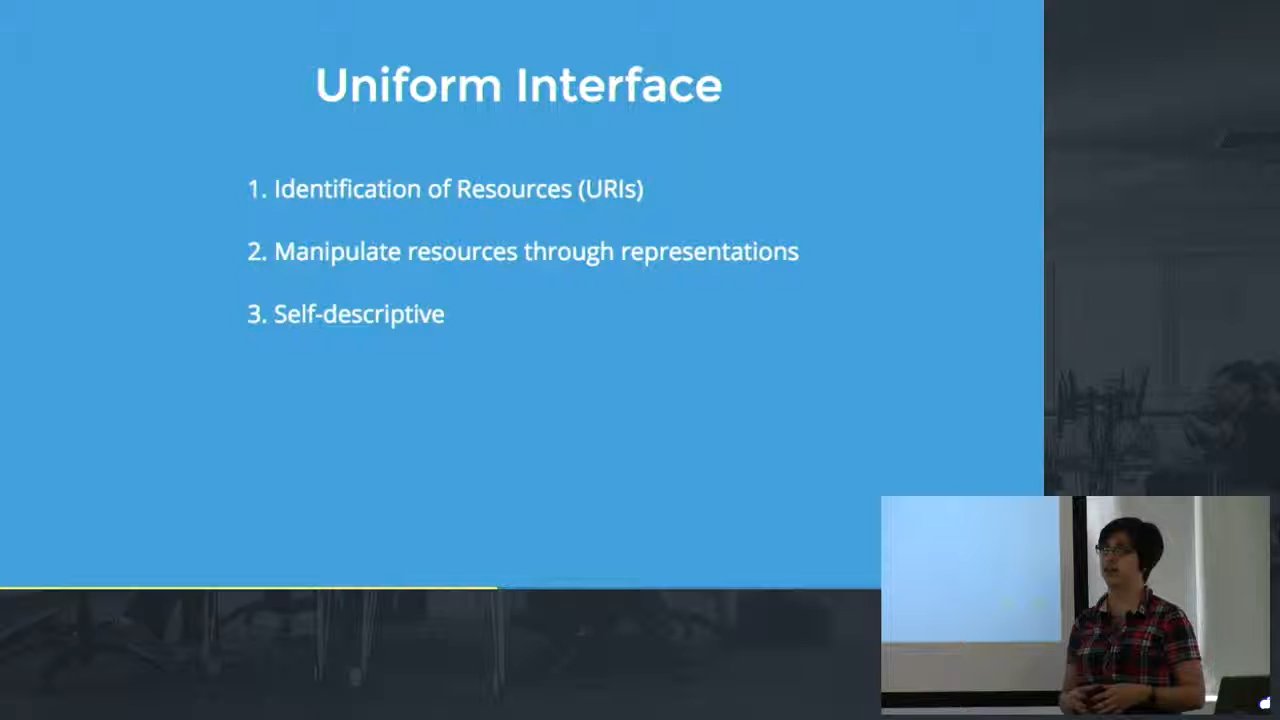 Uniform Interface
1. Identification of Resources (URIs)
2. Manipulate resources through representations
3. Self-descriptive